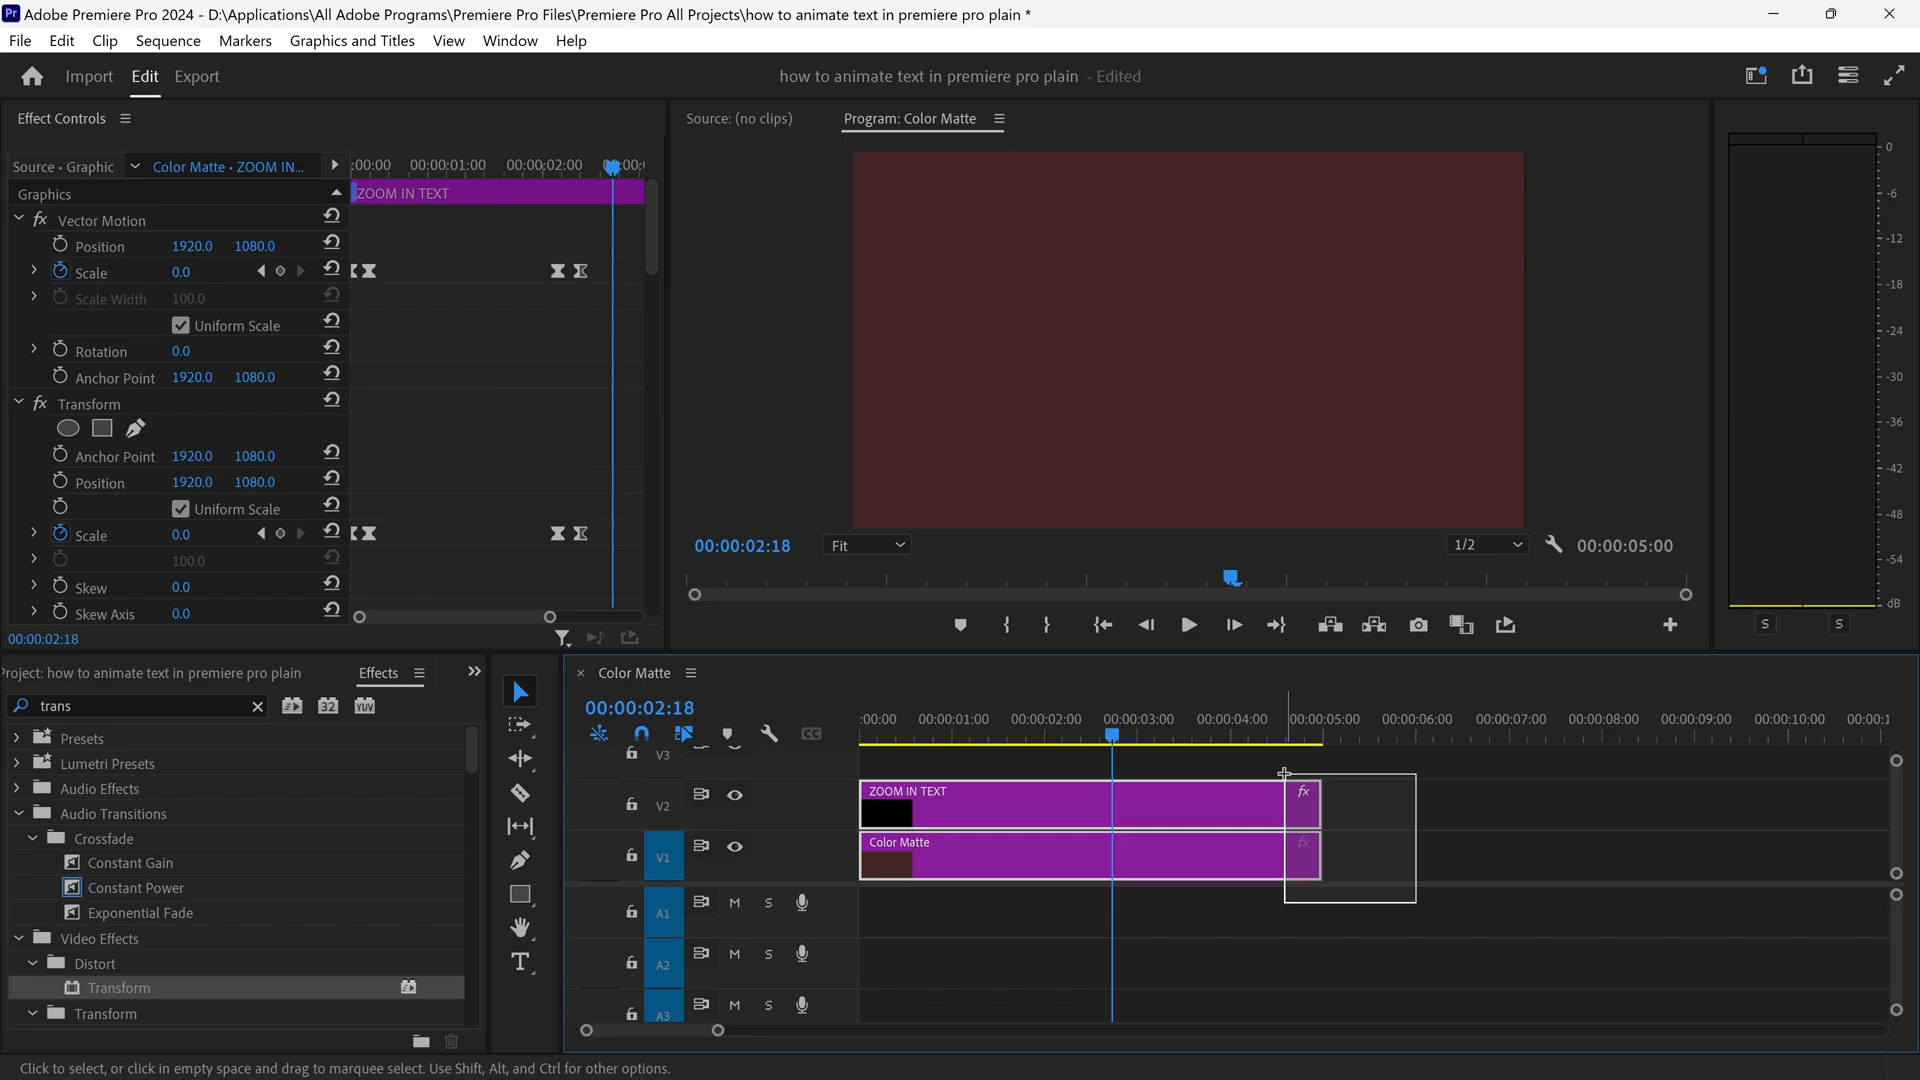 Pr Adobe Premiere Pro 2024 - D:\Applications\All Adobe Programs\Premiere Pro Files\Premiere Pro All Projects\how to animate text in premiere pro plain *
File Edit Clip Sequence Markers Graphics and Titles View Window Help
Import Edit Export
how to animate text in premiere pro plain - Edited
Effect Controls
Source: (no clips)
Program: Color Matte
Source • Graphic
Color Matte • ZOOM IN...
:00:00 00:00:01:00 00:00:02:00
Graphics
ZOOM IN TEXT
fx Vector Motion
Position 1920.0 1080.0
Scale 0.0
Scale Width 100.0
Uniform Scale
Rotation 0.0
Anchor Point 1920.0 1080.0
fx Transform
Anchor Point 1920.0 1080.0
Position 1920.0 1080.0
Uniform Scale
Scale 0.0
100.0
Skew 0.0
Skew Axis 0.0
00:00:02:18
00:00:02:18
Fit
1/2
00:00:05:00
0
-6
-12
-18
-24
-30
-36
-42
-48
-54
dB
S S
Project: how to animate text in premiere pro plain
Effects
trans
32
YUV
Presets
Lumetri Presets
Audio Effects
Audio Transitions
Crossfade
Constant Gain
Constant Power
Exponential Fade
Video Effects
Distort
Transform
Transform
T
× Color Matte
00:00:02:18
CC
:00:00 00:00:01:00 00:00:02:00 00:00:03:00 00:00:04:00 00:00:05:00 00:00:06:00 00:00:07:00 00:00:08:00 00:00:09:00 00:00:10:00 00:00:1
V3
V2
ZOOM IN TEXT fx
V1
Color Matte fx
A1 M S
A2 M S
A3 M S
Click to select, or click in empty space and drag to marquee select. Use Shift, Alt, and Ctrl for other options.